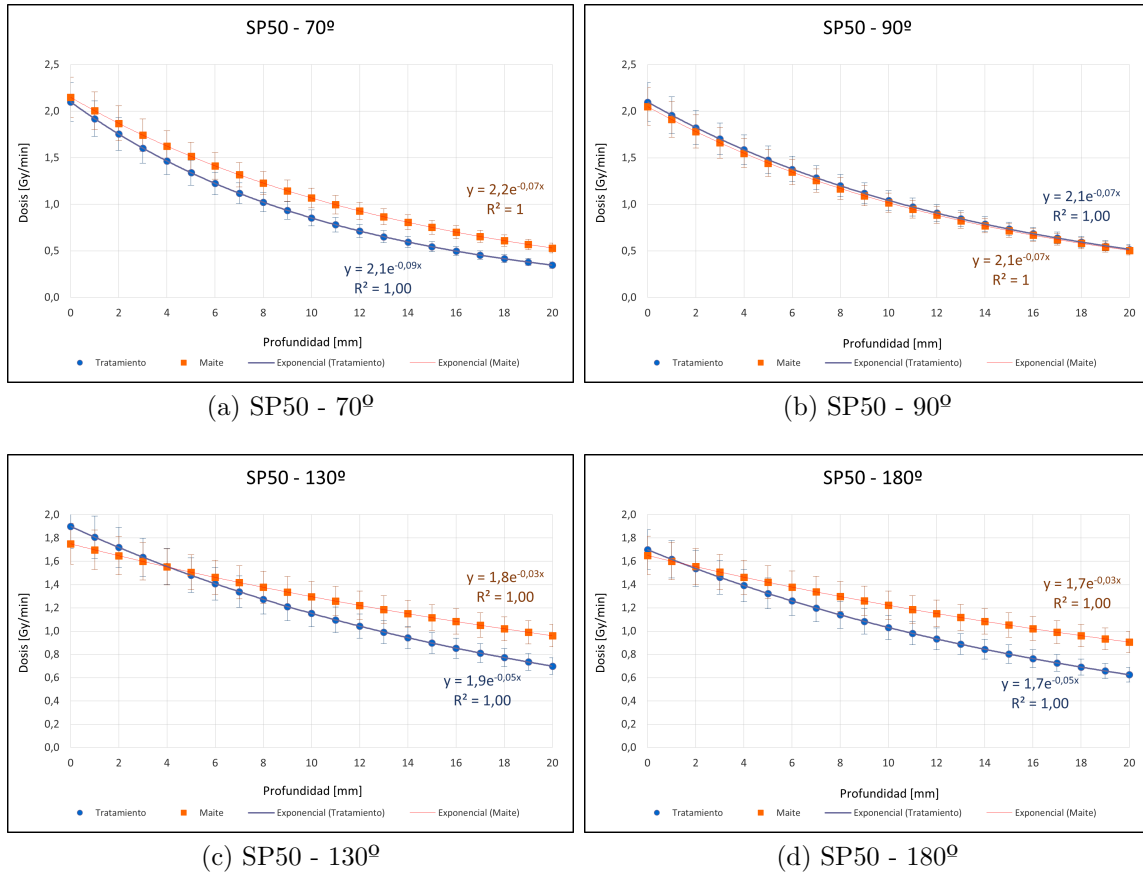 SP50 - 70º
Dosis [Gy/min]
2,5
2,0
1,5
1,0
0,5
0,0
y = 2,2e^-0,07x
R² = 1
y = 2,1e^-0,09x
R² = 1,00
0 2 4 6 8 10 12 14 16 18 20
Profundidad [mm]
Tratamiento Maite Exponencial (Tratamiento) Exponencial (Maite)
(a) SP50 - 70º
SP50 - 90º
Dosis [Gy/min]
2,5
2,0
1,5
1,0
0,5
0,0
y = 2,1e^-0,07x
R² = 1,00
y = 2,1e^-0,07x
R² = 1
0 2 4 6 8 10 12 14 16 18 20
Profundidad [mm]
Tratamiento Maite Exponencial (Tratamiento) Exponencial (Maite)
(b) SP50 - 90º
SP50 - 130º
Dosis [Gy/min]
2,0
1,8
1,6
1,4
1,2
1,0
0,8
0,6
0,4
0,2
0,0
y = 1,8e^-0,03x
R² = 1,00
y = 1,9e^-0,05x
R² = 1,00
0 2 4 6 8 10 12 14 16 18 20
Profundidad [mm]
Tratamiento Maite Exponencial (Tratamiento) Exponencial (Maite)
(c) SP50 - 130º
SP50 - 180º
Dosis [Gy/min]
2,0
1,8
1,6
1,4
1,2
1,0
0,8
0,6
0,4
0,2
0,0
y = 1,7e^-0,03x
R² = 1,00
y = 1,7e^-0,05x
R² = 1,00
0 2 4 6 8 10 12 14 16 18 20
Profundidad [mm]
Tratamiento Maite Exponencial (Tratamiento) Exponencial (Maite)
(d) SP50 - 180º